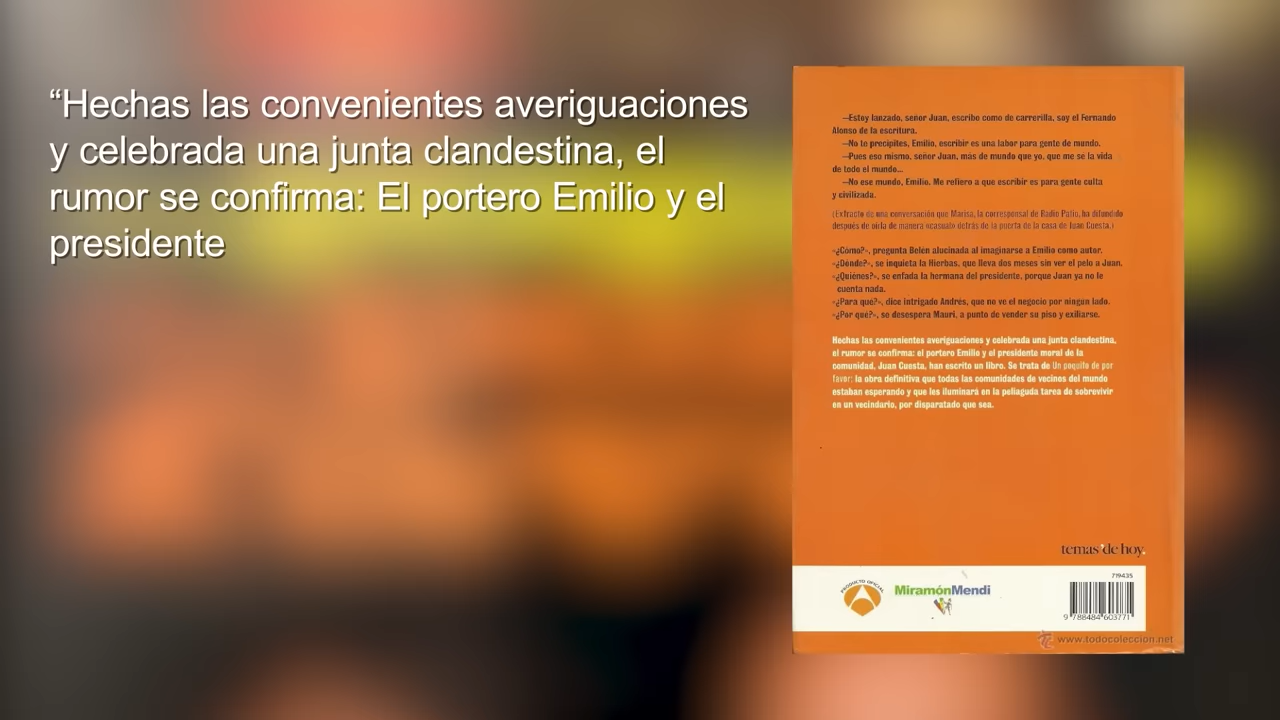 “Hechas las convenientes averiguaciones
y celebrada una junta clandestina, el
rumor se confirma: El portero Emilio y el
presidente
—Estoy lanzado, señor Juan, escribo como de carrerilla, soy el Fernando
Alonso de la escritura.
—No te precipites, Emilio, escribir es una labor para gente de mundo.
—Pues eso mismo, señor Juan, más de mundo que yo, que me sé la vida
de todo el mundo...
—No ese mundo, Emilio. Me refiero a que escribir es para gente culta
y civilizada.
(Extracto de una conversación que Marisa, la corresponsal de Radio Patio, ha difundido
después de oírla de manera ocasual detrás de la puerta de la casa de Juan Cuesta.)
«¿Cómo?», pregunta Belén alucinada al imaginarse a Emilio como autor.
«¿Dónde?», se inquieta la Hierbas, que lleva dos meses sin ver el pelo a Juan.
«¿Quiénes?», se enfada la hermana del presidente, porque Juan ya no le
cuenta nada.
«¿Para qué?», dice intrigado Andrés, que no ve el negocio por ningún lado.
«¿Por qué?», se desespera Mauri, a punto de vender su piso y exiliarse.
Hechas las convenientes averiguaciones y celebrada una junta clandestina,
el rumor se confirma: el portero Emilio y el presidente moral de la
comunidad, Juan Cuesta, han escrito un libro. Se trata de Un poquito de por
favor: la obra definitiva que todas las comunidades de vecinos del mundo
estaban esperando y que les iluminará en la peliaguda tarea de sobrevivir
en un vecindario, por disparatado que sea.
temas de hoy.
PRODUCTO OFICIAL
MiramónMendi
719435
9 788484 603771
www.todocoleccion.net